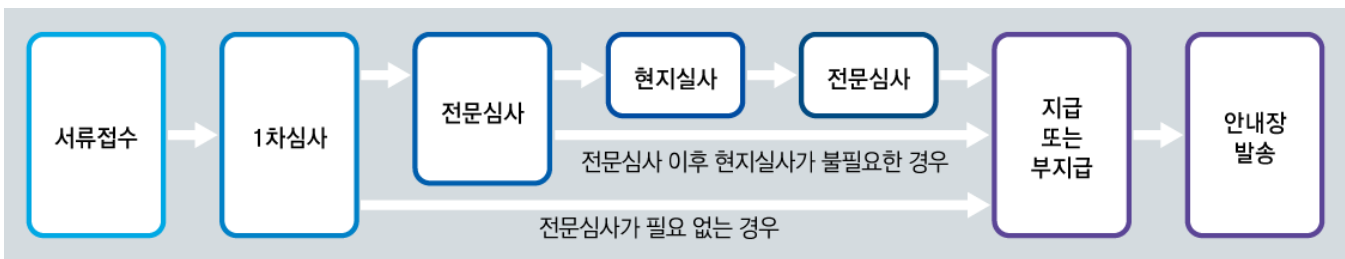 서류접수
1차심사
전문심사
현지실사
전문심사
전문심사 이후 현지실사가 불필요한 경우
전문심사가 필요 없는 경우
지급
또는
부지급
안내장
발송